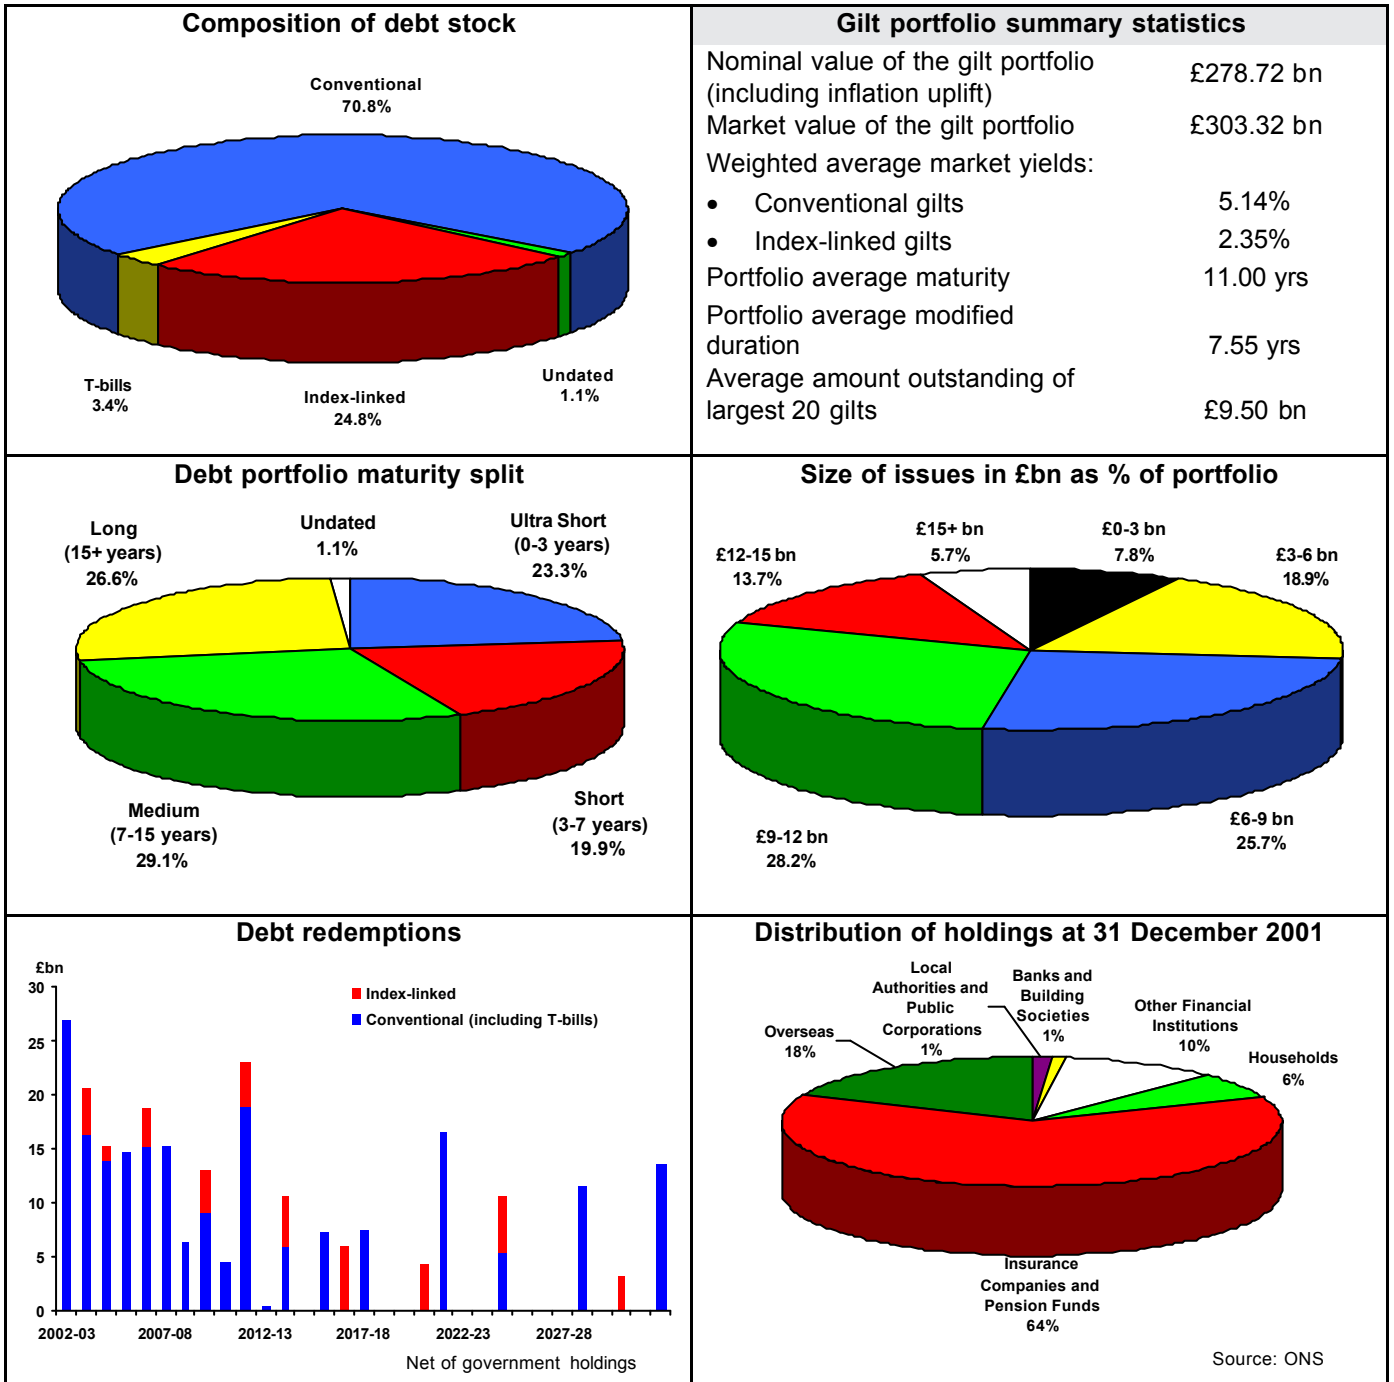 Composition of debt stock
Conventional
70.8%
T-bills
3.4%
Index-linked
24.8%
Undated
1.1%
Gilt portfolio summary statistics
Nominal value of the gilt portfolio
(including inflation uplift)
£278.72 bn
Market value of the gilt portfolio
£303.32 bn
Weighted average market yields:
• Conventional gilts
5.14%
• Index-linked gilts
2.35%
Portfolio average maturity
11.00 yrs
Portfolio average modified
duration
7.55 yrs
Average amount outstanding of
largest 20 gilts
£9.50 bn
Debt portfolio maturity split
Long
(15+ years)
26.6%
Undated
1.1%
Ultra Short
(0-3 years)
23.3%
Medium
(7-15 years)
29.1%
Short
(3-7 years)
19.9%
Size of issues in £bn as % of portfolio
£12-15 bn
13.7%
£15+ bn
5.7%
£0-3 bn
7.8%
£3-6 bn
18.9%
£9-12 bn
28.2%
£6-9 bn
25.7%
Debt redemptions
£bn
30
25
20
15
10
5
0
Index-linked
Conventional (including T-bills)
2002-03
2007-08
2012-13
2017-18
2022-23
2027-28
Net of government holdings
Distribution of holdings at 31 December 2001
Overseas
18%
Local
Authorities and
Public
Corporations
1%
Banks and
Building
Societies
1%
Other Financial
Institutions
10%
Households
6%
Insurance
Companies and
Pension Funds
64%
Source: ONS